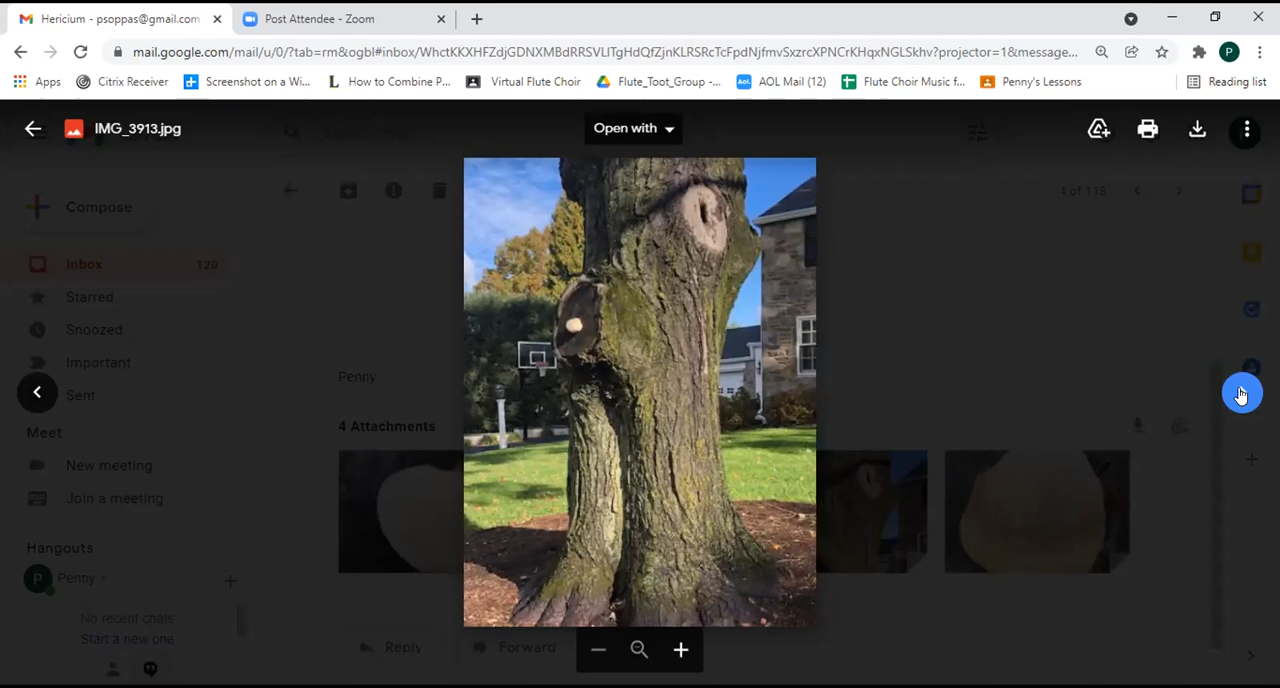 Hericium - psoppas@gmail.com
Post Attendee - Zoom
mail.google.com/mail/u/0/?tab=rm&ogbl#inbox/WhctKKXHFZdjGDNXMBdRRSVLlTgHdQfZjnKLRSRcTcFpdNjfmvSxzrcXPNCrKHqxNGLSkhv?projector=1&message...
Apps
Citrix Receiver
Screenshot on a Wi...
How to Combine P...
Virtual Flute Choir
Flute_Toot_Group -...
AOL Mail (12)
Flute Choir Music f...
Penny's Lessons
Reading list
IMG_3913.jpg
Open with
Compose
1 of 115
Inbox 120
Starred
Snoozed
Important
Sent
Penny
4 Attachments
Meet
New meeting
Join a meeting
Hangouts
P Penny
No recent chats
Start a new one
Reply
Forward